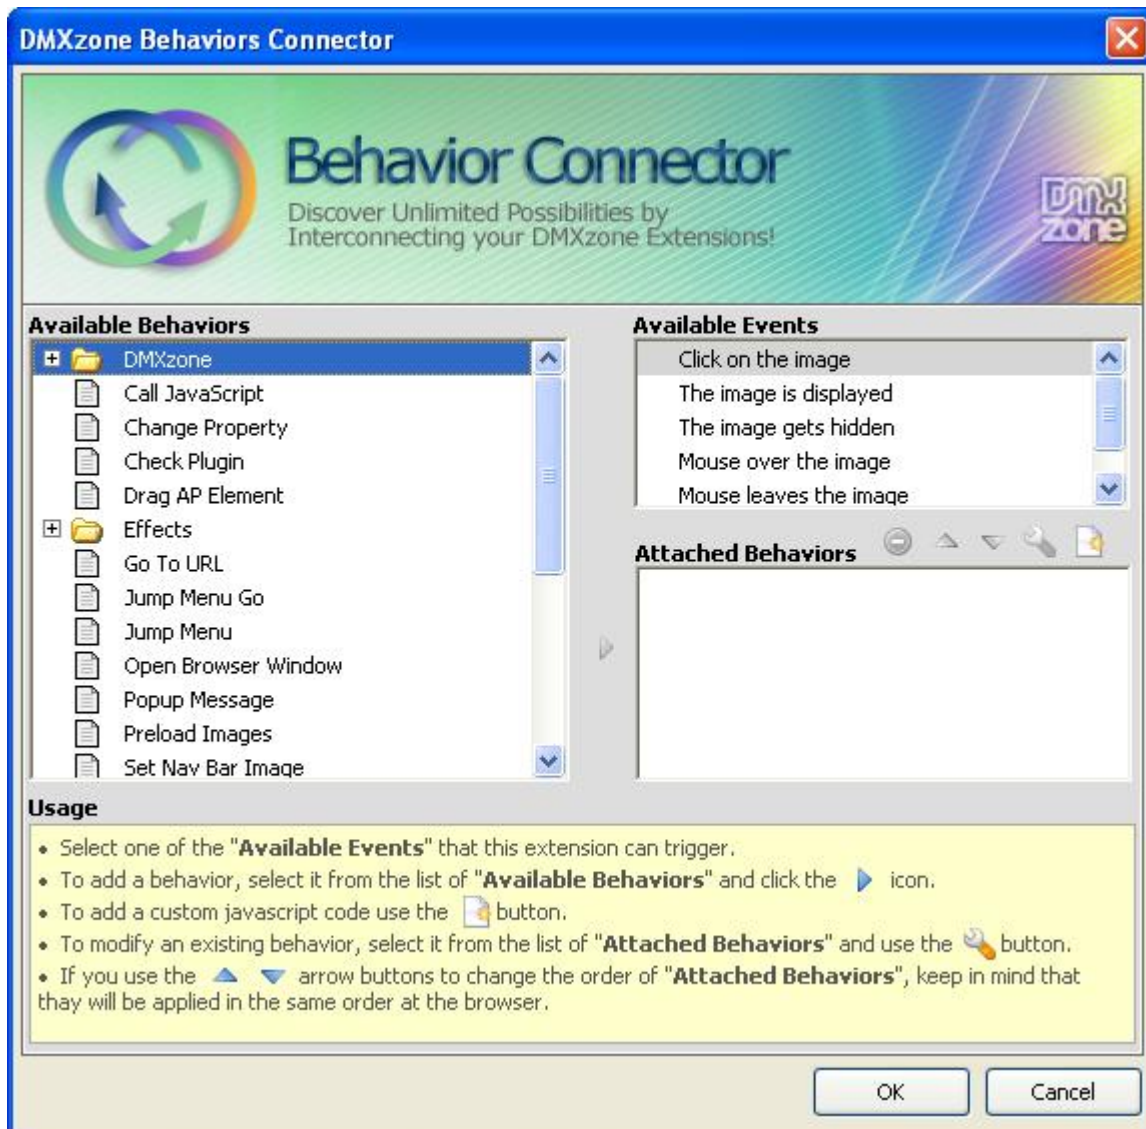 DMXzone Behaviors Connector
Behavior Connector
Discover Unlimited Possibilities by
Interconnecting your DMXzone Extensions!
DMX
zone
Available Behaviors
DMXzone
Call JavaScript
Change Property
Check Plugin
Drag AP Element
Effects
Go To URL
Jump Menu Go
Jump Menu
Open Browser Window
Popup Message
Preload Images
Set Nav Bar Image
Available Events
Click on the image
The image is displayed
The image gets hidden
Mouse over the image
Mouse leaves the image
Attached Behaviors
Usage
• Select one of the "Available Events" that this extension can trigger.
• To add a behavior, select it from the list of "Available Behaviors" and click the icon.
• To add a custom javascript code use the button.
• To modify an existing behavior, select it from the list of "Attached Behaviors" and use the button.
• If you use the arrow buttons to change the order of "Attached Behaviors", keep in mind that
thay will be applied in the same order at the browser.
OK
Cancel